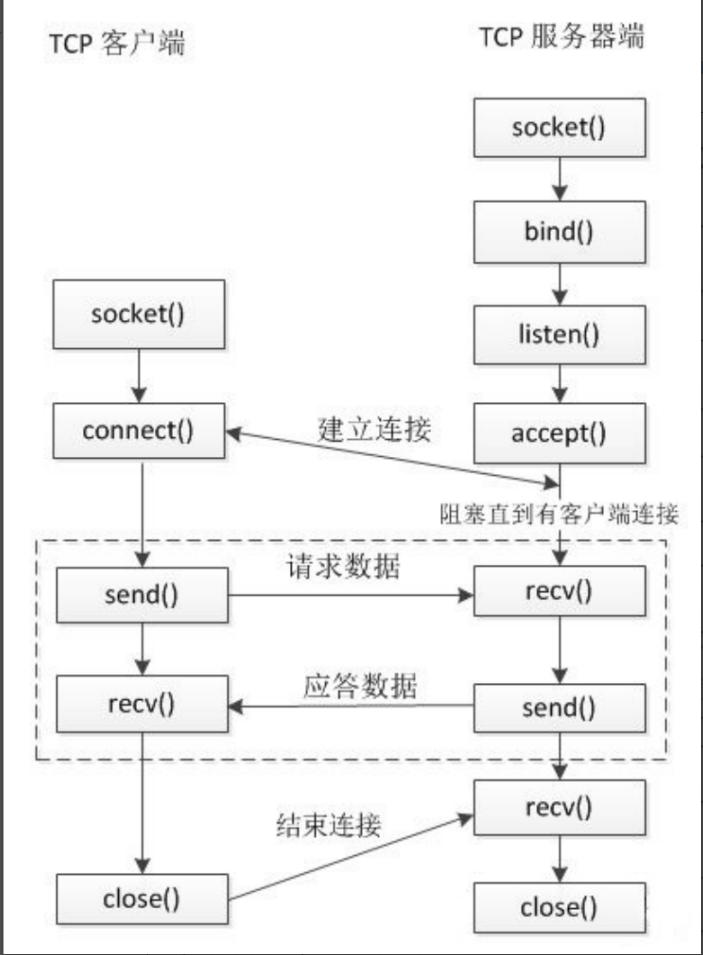 TCP 客户端
TCP 服务器端
socket()
bind()
socket()
listen()
connect()
建立连接
accept()
阻塞直到有客户端连接
send()
请求数据
recv()
recv()
应答数据
send()
结束连接
recv()
close()
close()